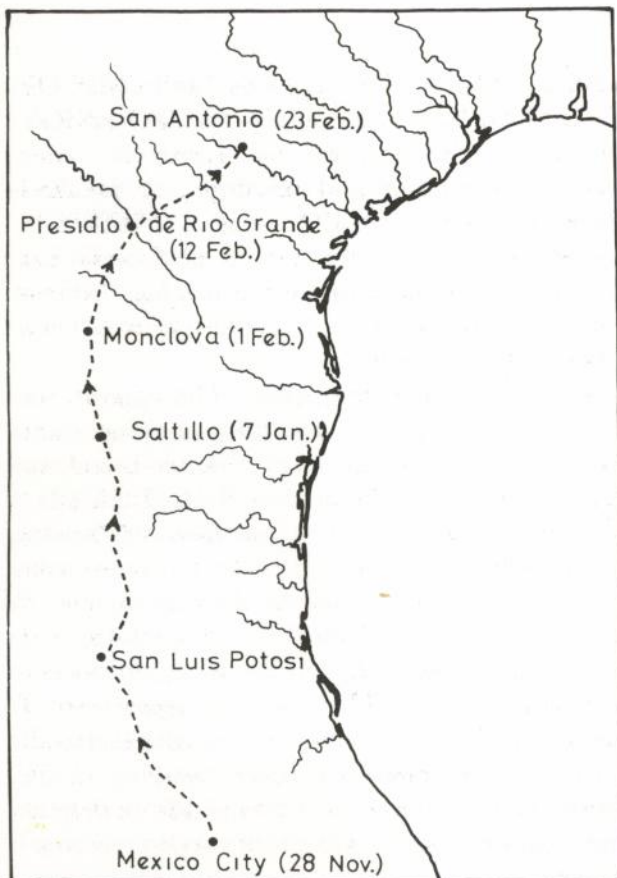 San Antonio (23 Feb.)
Presidio de Rio Grande
(12 Feb.)
Monclova (1 Feb.)
Saltillo (7 Jan.)
San Luis Potosi
Mexico City (28 Nov.)